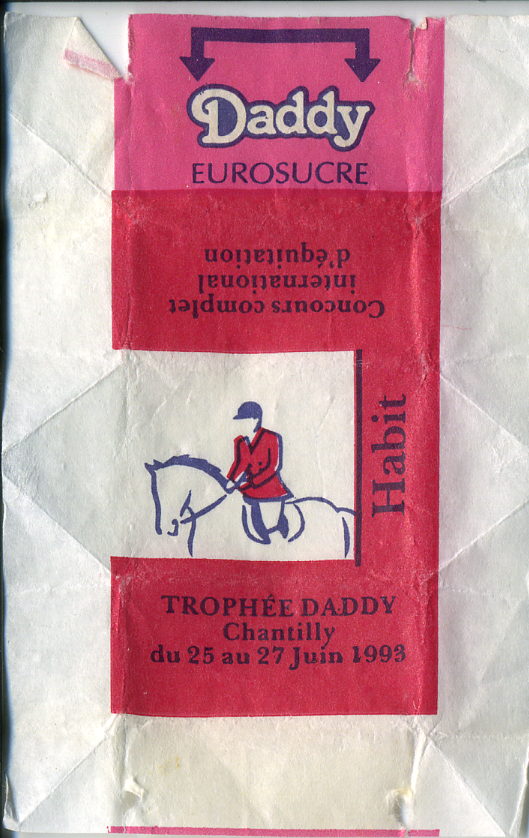 Daddy
EUROSUCRE
Concours complet
international
d'équitation
Habit
TROPHÉE DADDY
Chantilly
du 25 au 27 Juin 1993